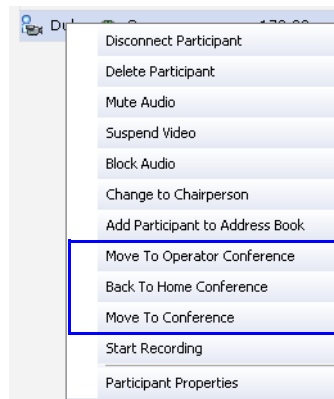 Disconnect Participant
Delete Participant
Mute Audio
Suspend Video
Block Audio
Change to Chairperson
Add Participant to Address Book
Move To Operator Conference
Back To Home Conference
Move To Conference
Start Recording
Participant Properties